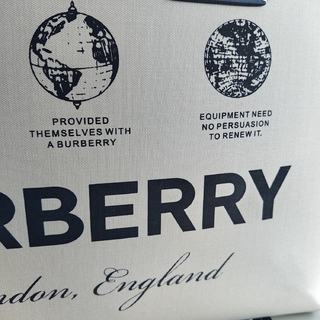 PROVIDED
THEMSELVES WITH
A BURBERRY
EQUIPMENT NEED
NO PERSUASION
TO RENEW IT.
RBERRY
ndon, England